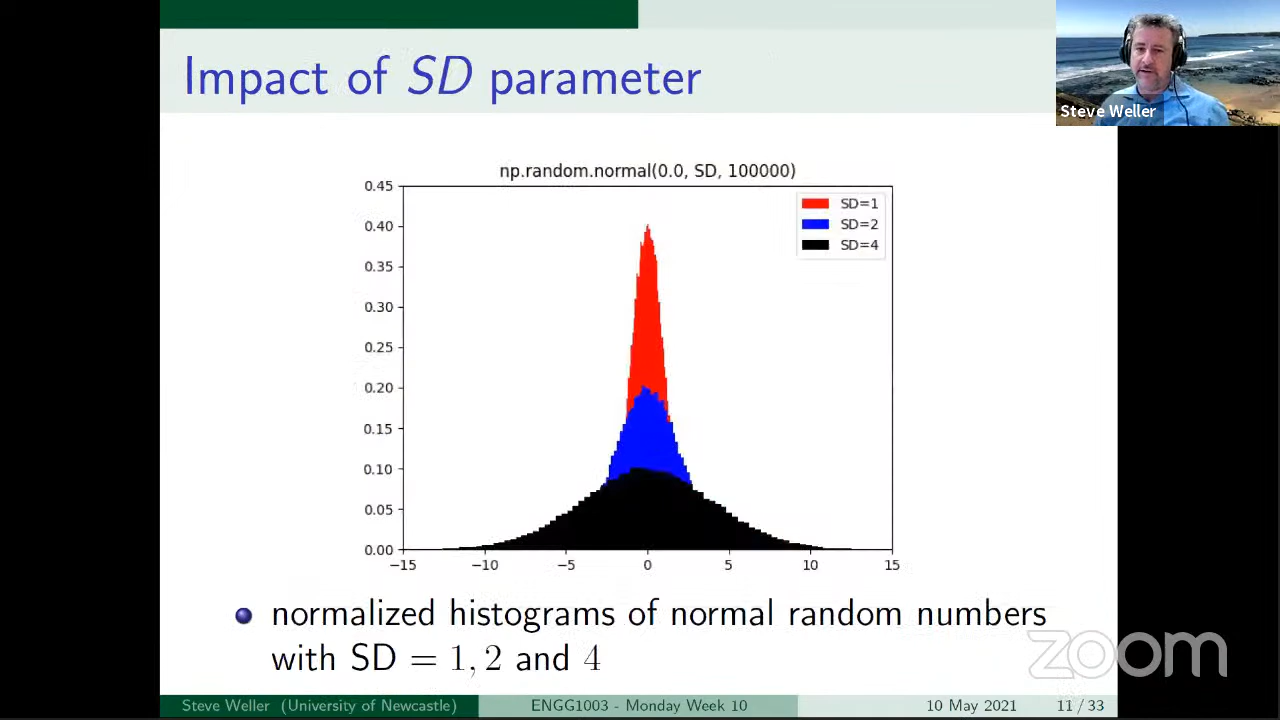 Impact of SD parameter
Steve Weller
np.random.normal(0.0, SD, 100000)
0.45
0.40
0.35
0.30
0.25
0.20
0.15
0.10
0.05
0.00
SD=1
SD=2
SD=4
−15 −10 −5 0 5 10 15
normalized histograms of normal random numbers
with SD = 1, 2 and 4
zoom
Steve Weller (University of Newcastle) ENGG1003 - Monday Week 10 10 May 2021 11 / 33